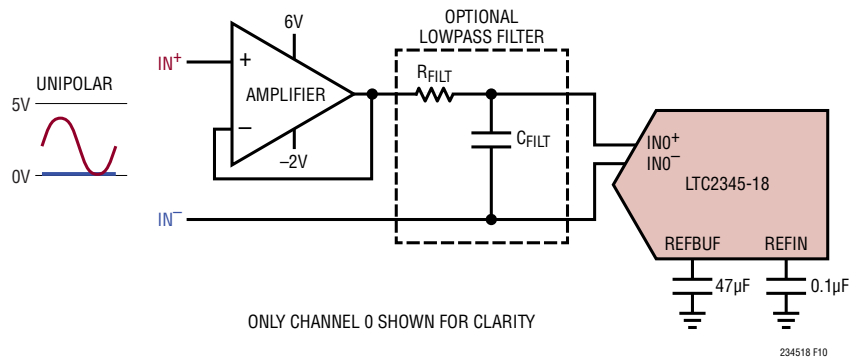 OPTIONAL
LOWPASS FILTER
6V
IN+
+
AMPLIFIER
–
–2V
RFILT
CFILT
UNIPOLAR
5V
0V
IN–
IN0+
IN0–
LTC2345-18
REFBUF
REFIN
47µF
0.1µF
ONLY CHANNEL 0 SHOWN FOR CLARITY
234518 F10